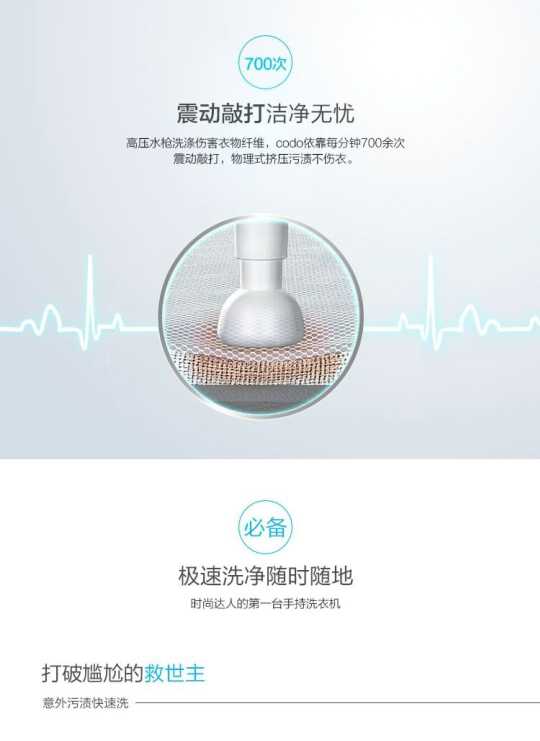 700次
震动敲打洁净无忧
高压水枪洗涤伤害衣物纤维，codo依靠每分钟700余次
震动敲打，物理式挤压污渍不伤衣。
必备
极速洗净随时随地
时尚达人的第一台手持洗衣机
打破尴尬的救世主
意外污渍快速洗